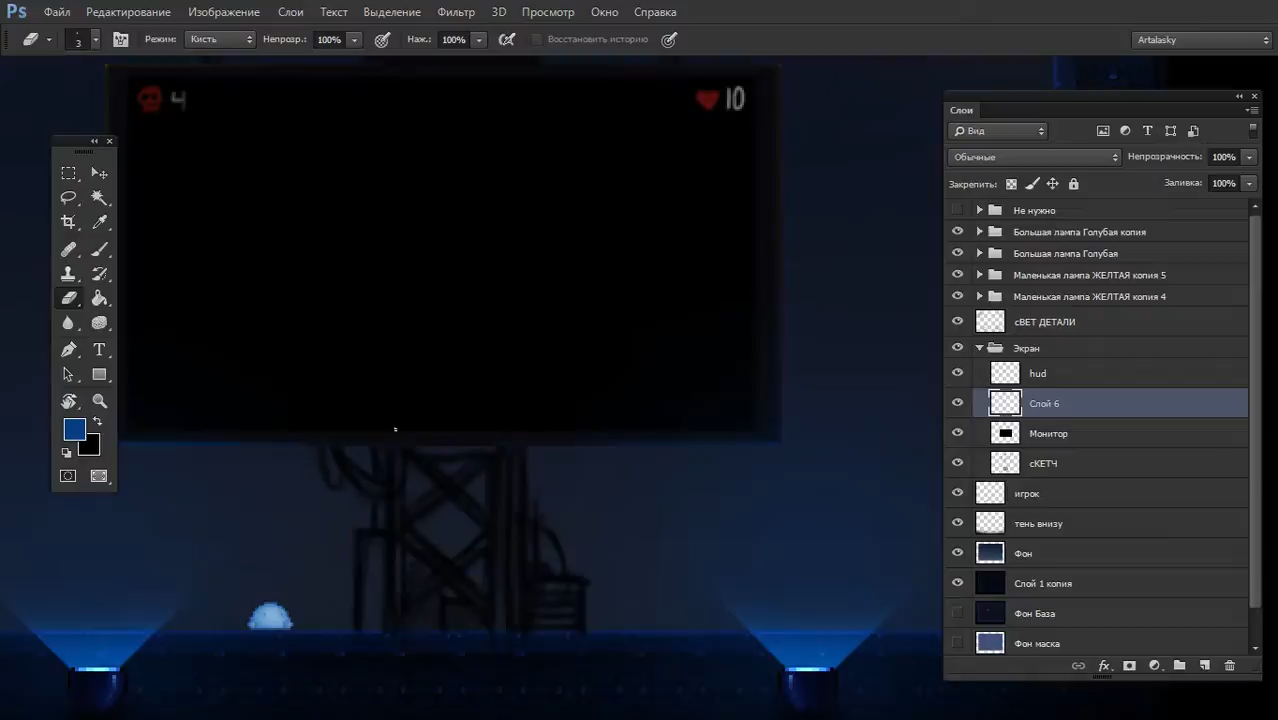 Ps Файл Редактирование Изображение Слои Текст Выделение Фильтр 3D Просмотр Окно Справка
3 Режим: Кисть Непрозр.: 100% Наж.: 100% Восстановить историю Artalasky
4 10
Слои
Вид
Обычные Непрозрачность: 100%
Закрепить: Заливка: 100%
Не нужно
Большая лампа Голубая копия
Большая лампа Голубая
Маленькая лампа ЖЕЛТАЯ копия 5
Маленькая лампа ЖЕЛТАЯ копия 4
сВЕТ ДЕТАЛИ
Экран
hud
Слой 6
Монитор
сКЕТЧ
игрок
тень внизу
Фон
Слой 1 копия
Фон База
Фон маска